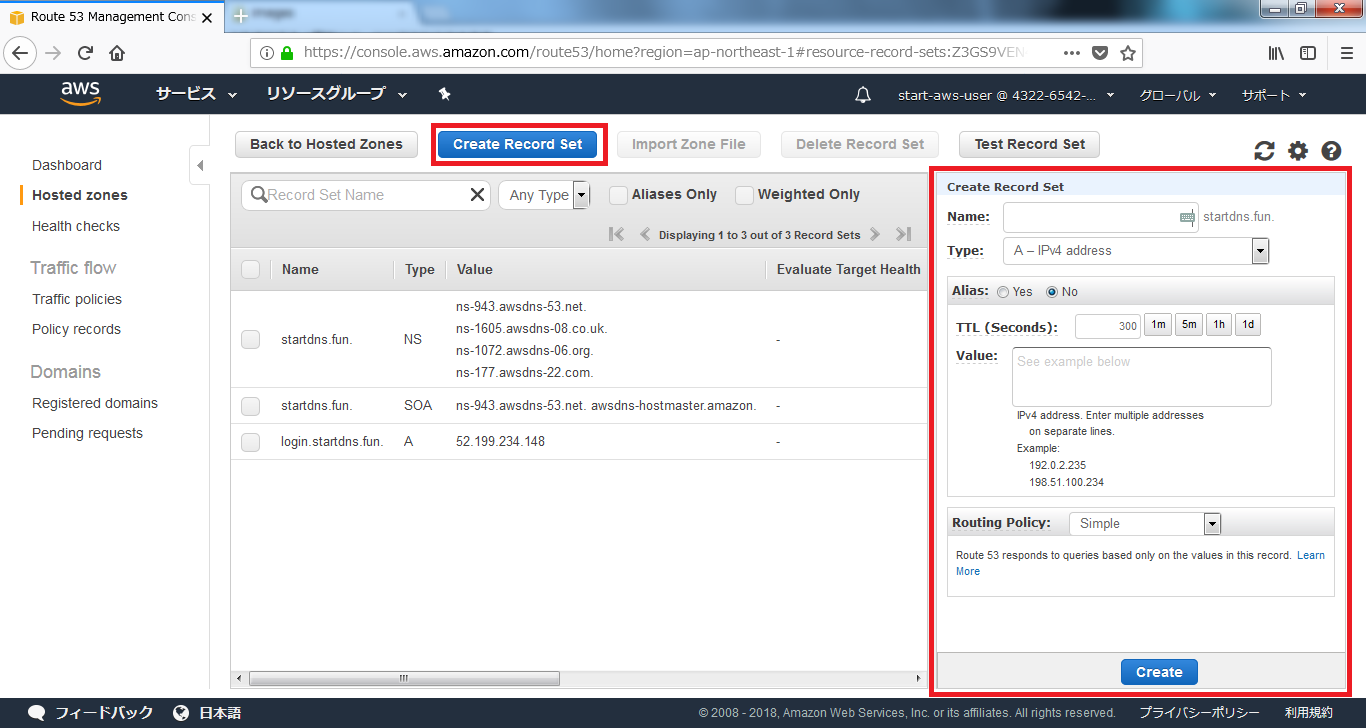 Route 53 Management Cons
images
https://console.aws.amazon.com/route53/home?region=ap-northeast-1#resource-record-sets:Z3GS9VEN
aws
サービス リソースグループ start-aws-user @ 4322-6542-... グローバル サポート
Dashboard
Hosted zones
Health checks
Traffic flow
Traffic policies
Policy records
Domains
Registered domains
Pending requests
Back to Hosted Zones Create Record Set Import Zone File Delete Record Set Test Record Set
Record Set Name Any Type Aliases Only Weighted Only
Displaying 1 to 3 out of 3 Record Sets
Name Type Value Evaluate Target Health
startdns.fun. NS ns-943.awsdns-53.net.
ns-1605.awsdns-08.co.uk.
ns-1072.awsdns-06.org.
ns-177.awsdns-22.com.
-
startdns.fun. SOA ns-943.awsdns-53.net. awsdns-hostmaster.amazon. -
login.startdns.fun. A 52.199.234.148 -
Create Record Set
Name: startdns.fun.
Type: A – IPv4 address
Alias: Yes No
TTL (Seconds): 300 1m 5m 1h 1d
Value: See example below
IPv4 address. Enter multiple addresses
on separate lines.
Example:
192.0.2.235
198.51.100.234
Routing Policy: Simple
Route 53 responds to queries based only on the values in this record. Learn
More
Create
フィードバック 日本語 © 2008 - 2018, Amazon Web Services, Inc. or its affiliates. All rights reserved. プライバシーポリシー 利用規約